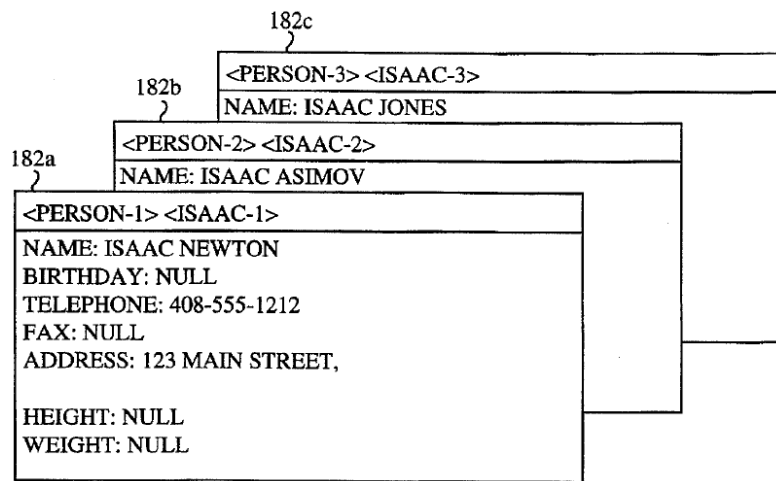 182c
<PERSON-3> <ISAAC-3>
NAME: ISAAC JONES
182b
<PERSON-2> <ISAAC-2>
NAME: ISAAC ASIMOV
182a
<PERSON-1> <ISAAC-1>
NAME: ISAAC NEWTON
BIRTHDAY: NULL
TELEPHONE: 408-555-1212
FAX: NULL
ADDRESS: 123 MAIN STREET,
HEIGHT: NULL
WEIGHT: NULL